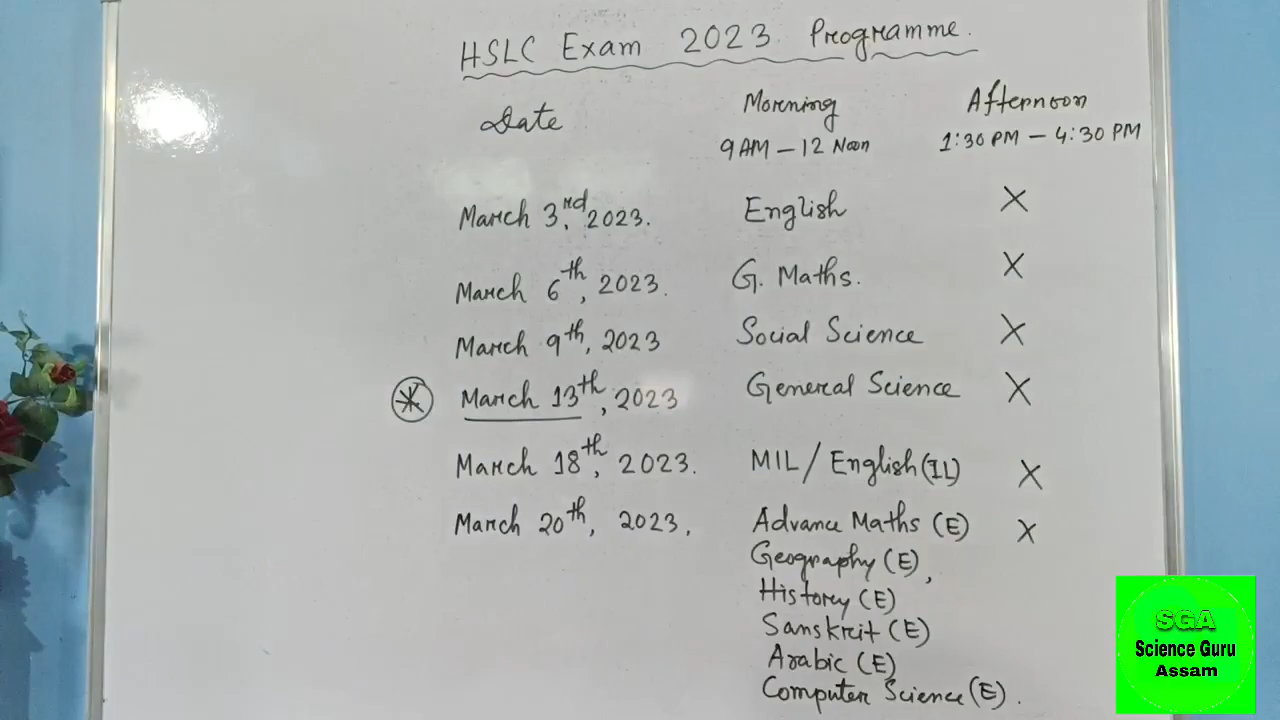 HSLC Exam 2023 Programme.
Date Morning Afternoon
9 AM – 12 Noon 1:30 PM – 4:30 PM
March 3rd, 2023. English X
March 6th, 2023. G. Maths. X
March 9th, 2023 Social Science X
* March 13th, 2023 General Science X
March 18th, 2023. MIL / English (IL) X
March 20th, 2023. Advance Maths (E) X
Geography (E),
History (E)
Sanskrit (E)
Arabic (E)
Computer Science (E).
SGA
Science Guru
Assam